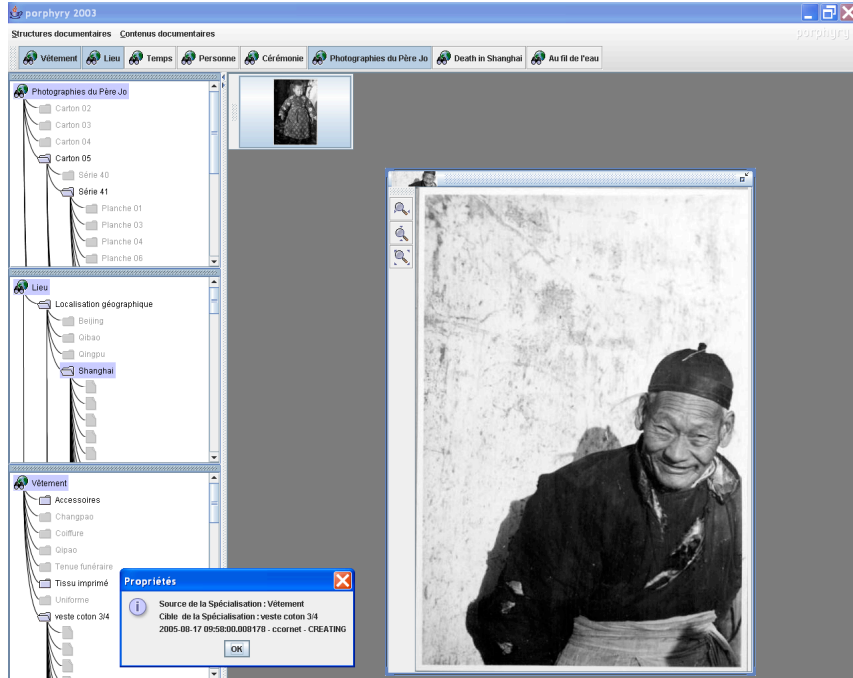 porphyry 2003
Structures documentaires Contenus documentaires
porphyry
Vêtement Lieu Temps Personne Cérémonie Photographies du Père Jo Death in Shanghai Au fil de l'eau
Photographies du Père Jo
Carton 02
Carton 03
Carton 04
Carton 05
Série 40
Série 41
Planche 01
Planche 03
Planche 04
Planche 06
Lieu
Localisation géographique
Beijing
Qibao
Qingpu
Shanghai
Vêtement
Accessoires
Changpao
Coiffure
Qipao
Tenue funéraire
Tissu imprimé
Uniforme
veste coton 3/4
Propriétés
Source de la Spécialisation : Vêtement
Cible de la Spécialisation : veste coton 3/4
2005-08-17 09:58:00.008178 - ccornet - CREATING
OK